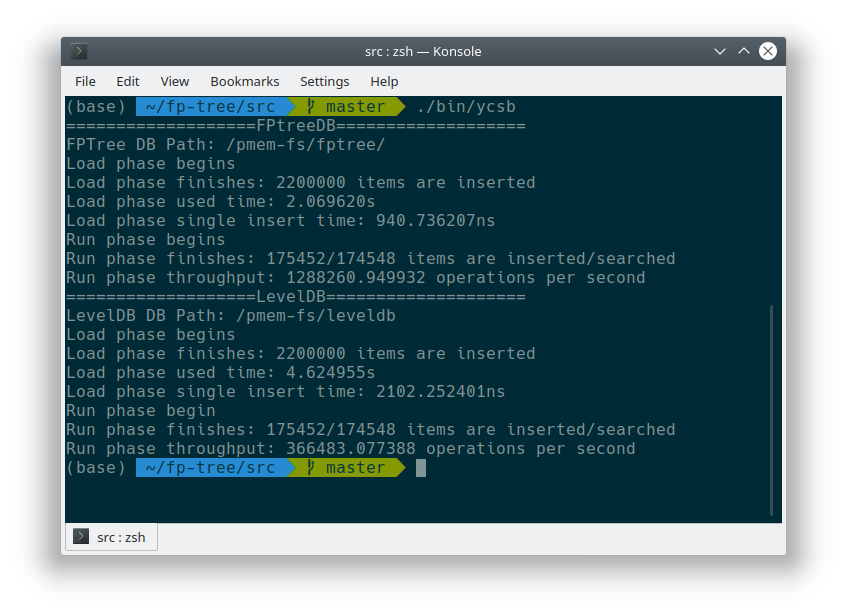 src : zsh — Konsole
File Edit View Bookmarks Settings Help
(base) ~/fp-tree/src master ./bin/ycsb
===================FPtreeDB===================
FPTree DB Path: /pmem-fs/fptree/
Load phase begins
Load phase finishes: 2200000 items are inserted
Load phase used time: 2.069620s
Load phase single insert time: 940.736207ns
Run phase begins
Run phase finishes: 175452/174548 items are inserted/searched
Run phase throughput: 1288260.949932 operations per second
===================LevelDB====================
LevelDB DB Path: /pmem-fs/leveldb
Load phase begins
Load phase finishes: 2200000 items are inserted
Load phase used time: 4.624955s
Load phase single insert time: 2102.252401ns
Run phase begin
Run phase finishes: 175452/174548 items are inserted/searched
Run phase throughput: 366483.077388 operations per second
(base) ~/fp-tree/src master
src : zsh